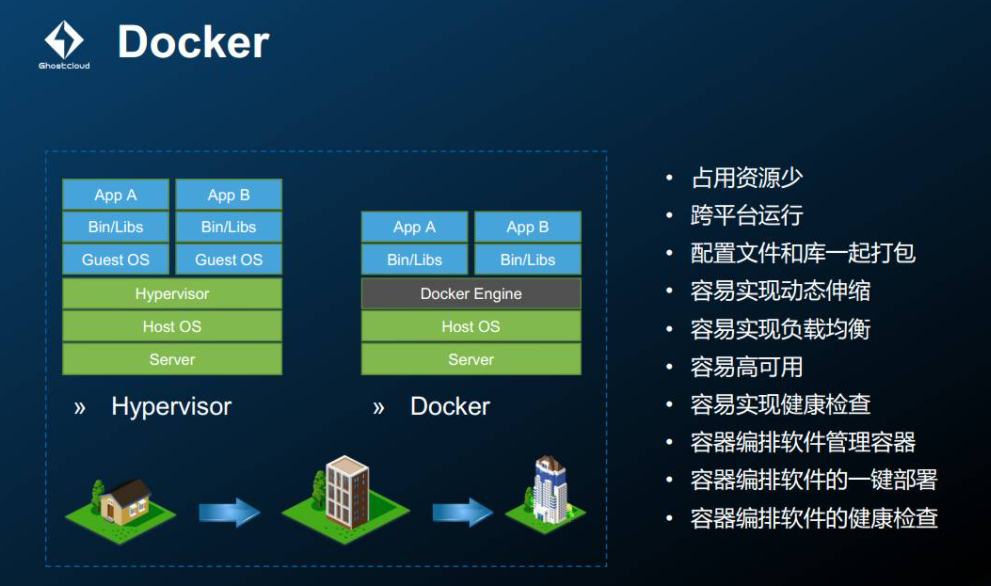 Ghostcloud
Docker
App A
App B
Bin/Libs
Bin/Libs
Guest OS
Guest OS
Hypervisor
Host OS
Server
» Hypervisor
App A
App B
Bin/Libs
Bin/Libs
Docker Engine
Host OS
Server
» Docker
• 占用资源少
• 跨平台运行
• 配置文件和库一起打包
• 容易实现动态伸缩
• 容易实现负载均衡
• 容易高可用
• 容易实现健康检查
• 容器编排软件管理容器
• 容器编排软件的一键部署
• 容器编排软件的健康检查